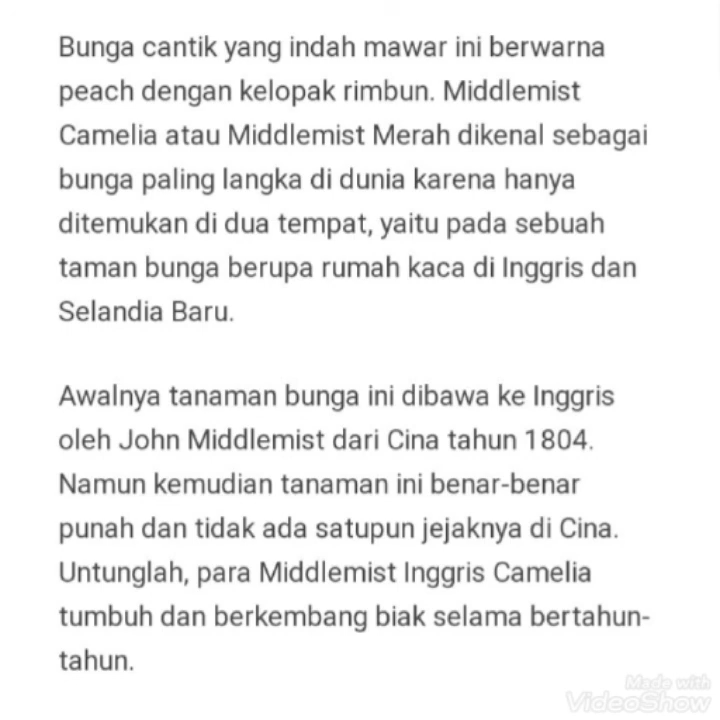 Bunga cantik yang indah mawar ini berwarna
peach dengan kelopak rimbun. Middlemist
Camelia atau Middlemist Merah dikenal sebagai
bunga paling langka di dunia karena hanya
ditemukan di dua tempat, yaitu pada sebuah
taman bunga berupa rumah kaca di Inggris dan
Selandia Baru.
Awalnya tanaman bunga ini dibawa ke Inggris
oleh John Middlemist dari Cina tahun 1804.
Namun kemudian tanaman ini benar-benar
punah dan tidak ada satupun jejaknya di Cina.
Untunglah, para Middlemist Inggris Camelia
tumbuh dan berkembang biak selama bertahun-
tahun.
Made with
VideoShow